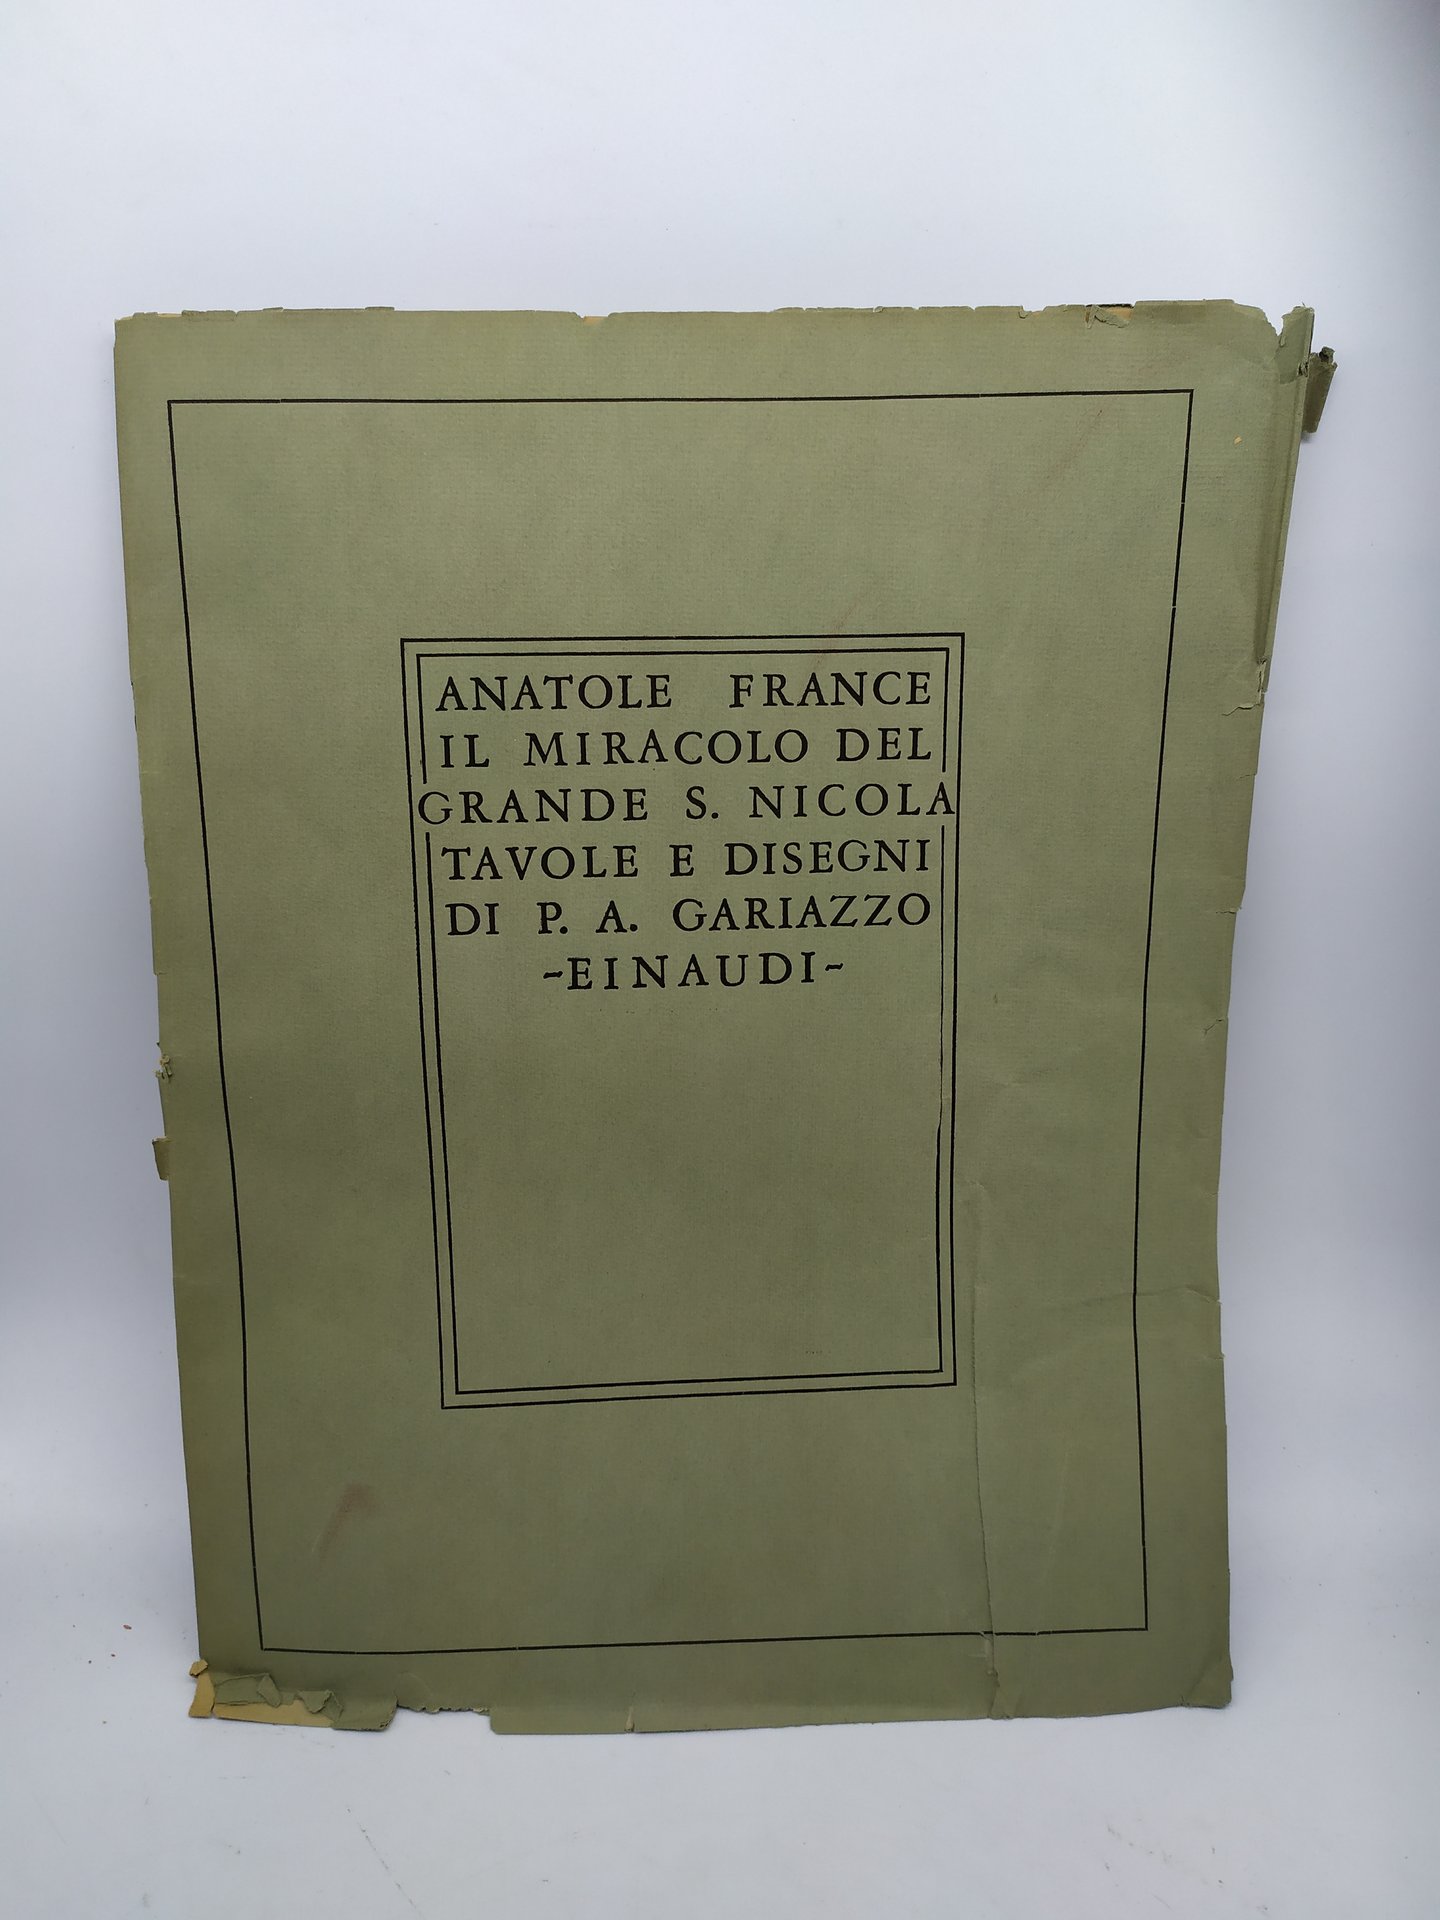 ANATOLE FRANCE
IL MIRACOLO DEL
GRANDE S. NICOLA
TAVOLE E DISEGNI
DI P. A. GARIAZZO
-EINAUDI-